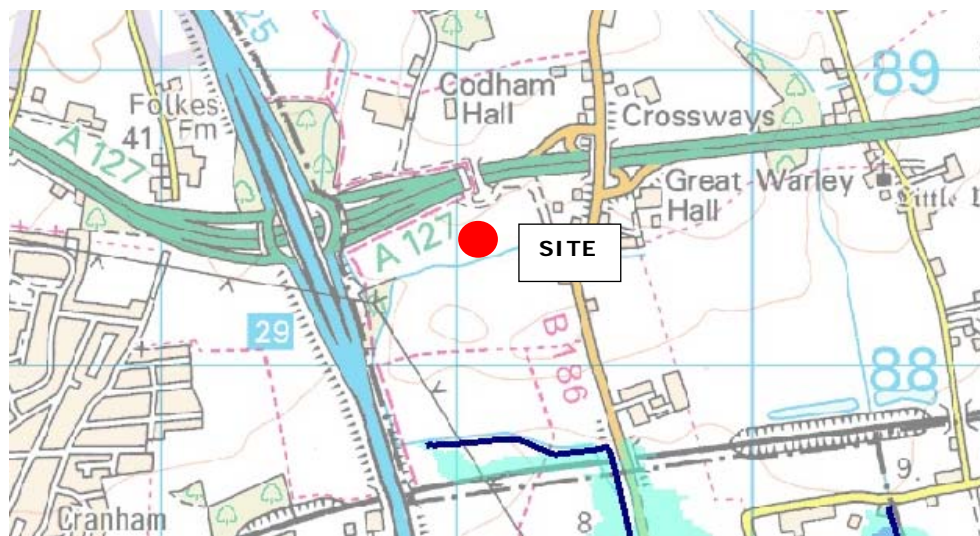 25
89
Codham
Hall
Folkes
Fm
41
Crossways
A 127
Great Warley
Hall
Little
A 127
SITE
29
B186
88
9
Cranham
8